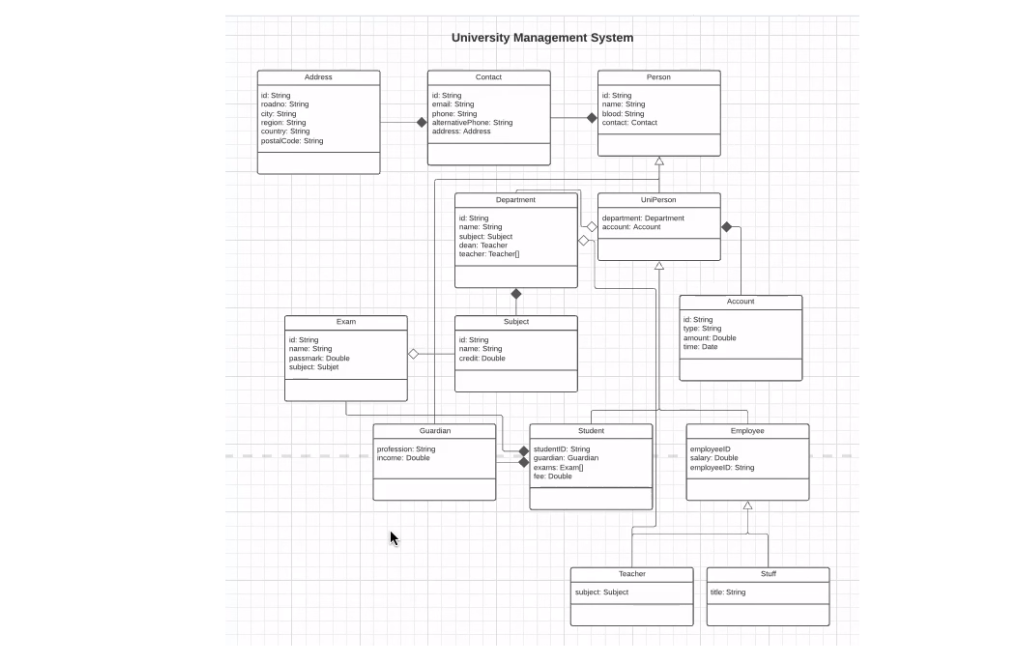 University Management System
Address
id: String
roadno: String
city: String
region: String
country: String
postalCode: String
Contact
id: String
email: String
phone: String
alternativePhone: String
address: Address
Person
id: String
name: String
blood: String
contact: Contact
Department
id: String
name: String
subject: Subject
dean: Teacher
teacher: Teacher[]
UniPerson
department: Department
account: Account
Account
id: String
type: String
amount: Double
time: Date
Exam
id: String
name: String
passmark: Double
subject: Subjet
Subject
id: String
name: String
credit: Double
Guardian
profession: String
income: Double
Student
studentID: String
guardian: Guardian
exams: Exam[]
fee: Double
Employee
employeeID
salary: Double
employeeID: String
Teacher
subject: Subject
Stuff
title: String